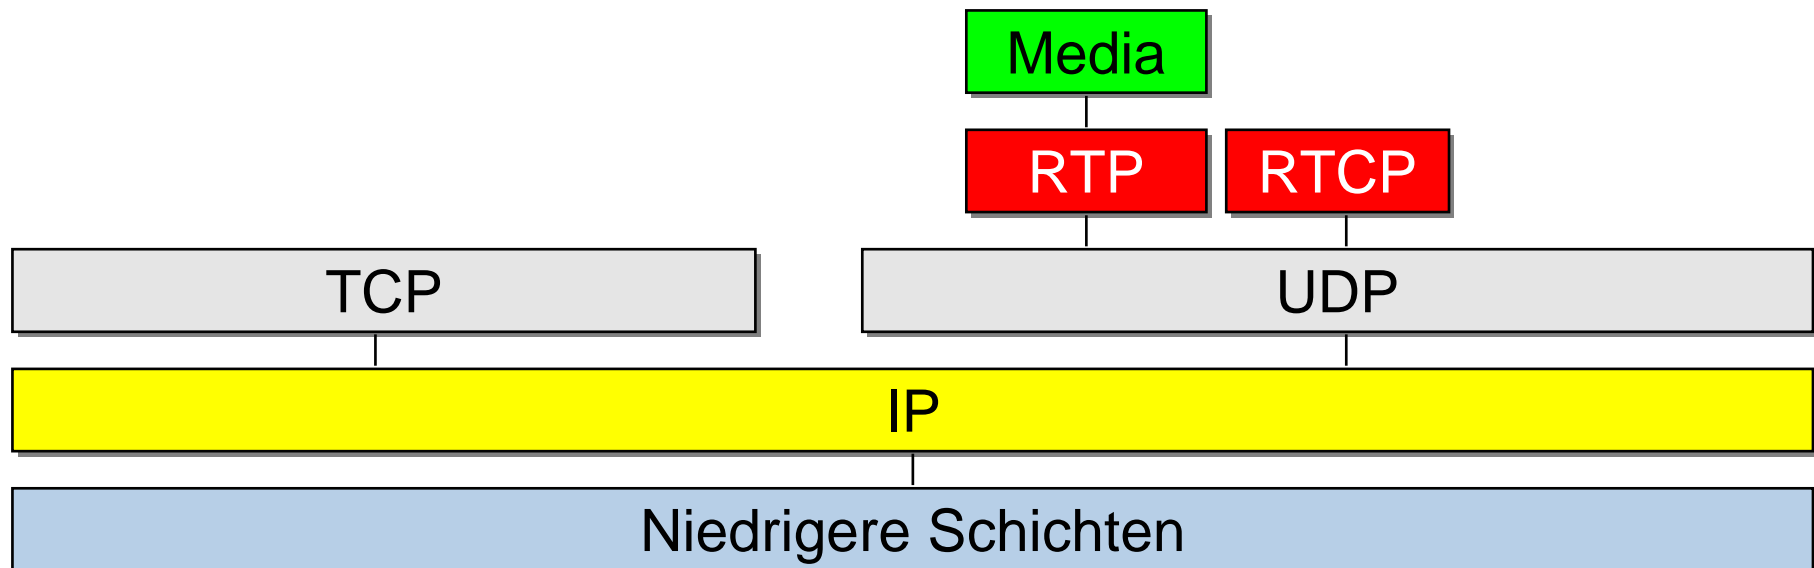 Media
RTP
RTCP
TCP
UDP
IP
Niedrigere Schichten